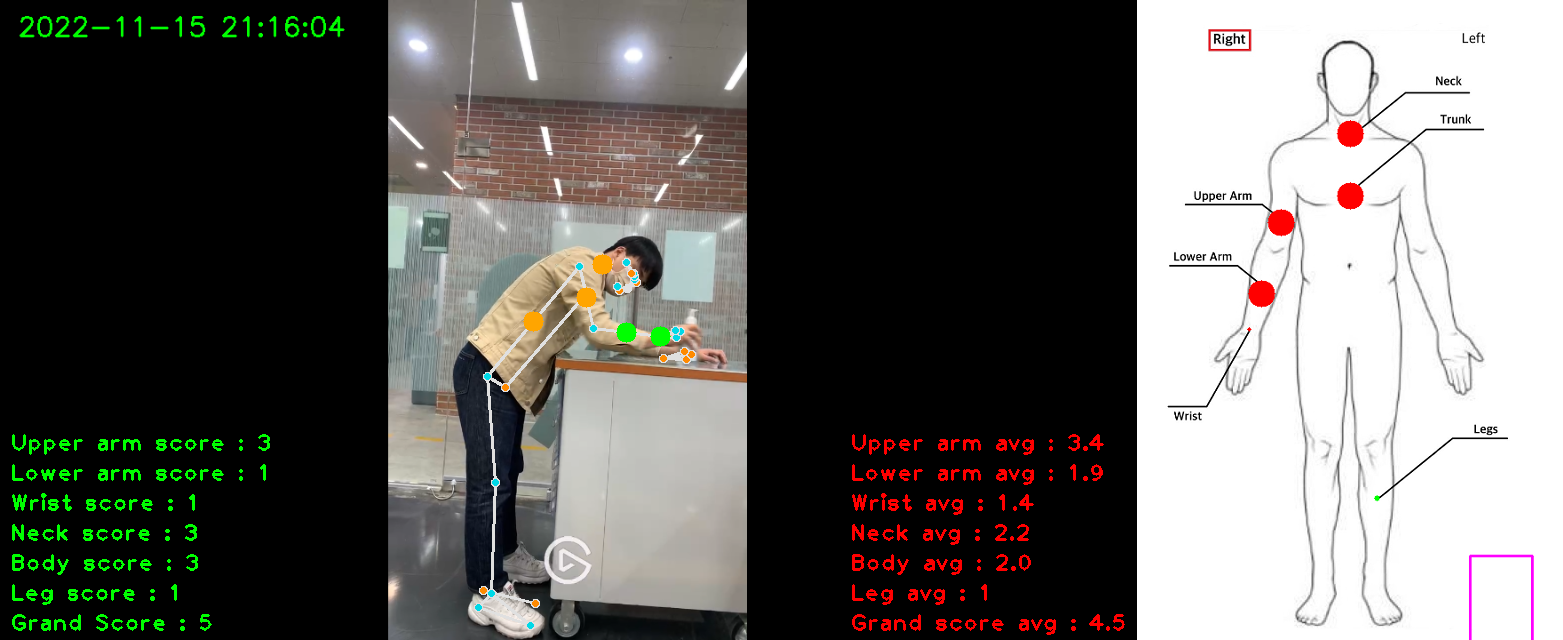 2022-11-15 21:16:04
Upper arm score : 3
Lower arm score : 1
Wrist score : 1
Neck score : 3
Body score : 3
Leg score : 1
Grand Score : 5
Upper arm avg : 3.4
Lower arm avg : 1.9
Wrist avg : 1.4
Neck avg : 2.2
Body avg : 2.0
Leg avg : 1
Grand score avg : 4.5
Right
Left
Neck
Trunk
Upper Arm
Lower Arm
Wrist
Legs